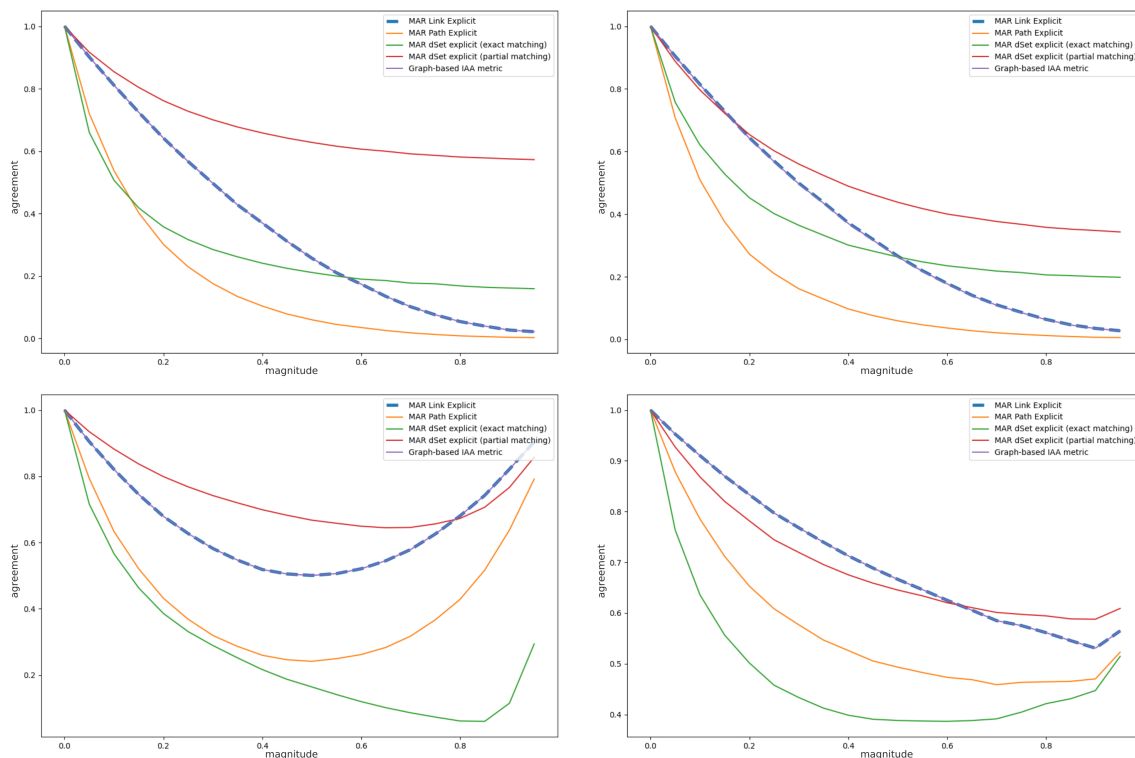 1.0
0.8
0.6
0.4
0.2
0.0
agreement
MAR Link Explicit
MAR Path Explicit
MAR dSet explicit (exact matching)
MAR dSet explicit (partial matching)
Graph-based IAA metric
0.0 0.2 0.4 0.6 0.8
magnitude
1.0
0.8
0.6
0.4
0.2
0.0
agreement
MAR Link Explicit
MAR Path Explicit
MAR dSet explicit (exact matching)
MAR dSet explicit (partial matching)
Graph-based IAA metric
0.0 0.2 0.4 0.6 0.8
magnitude
1.0
0.8
0.6
0.4
0.2
agreement
MAR Link Explicit
MAR Path Explicit
MAR dSet explicit (exact matching)
MAR dSet explicit (partial matching)
Graph-based IAA metric
0.0 0.2 0.4 0.6 0.8
magnitude
1.0
0.9
0.8
0.7
0.6
0.5
0.4
agreement
MAR Link Explicit
MAR Path Explicit
MAR dSet explicit (exact matching)
MAR dSet explicit (partial matching)
Graph-based IAA metric
0.0 0.2 0.4 0.6 0.8
magnitude